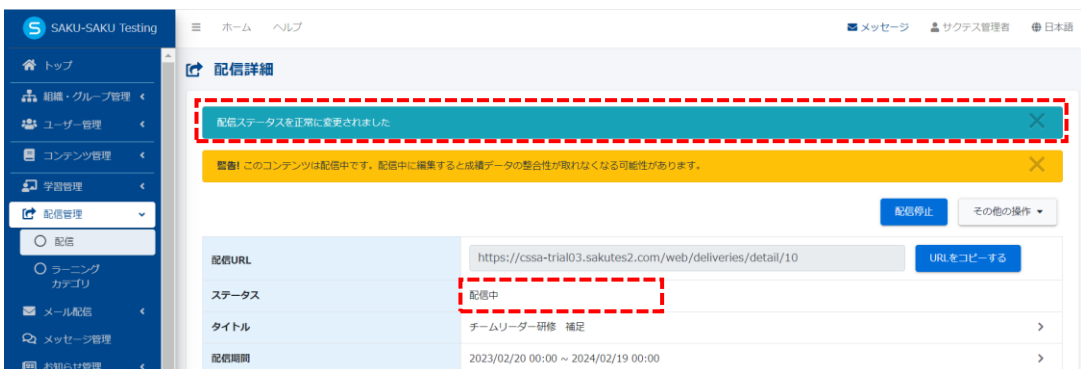 S SAKU-SAKU Testing
ホーム ヘルプ
メッセージ サクテス管理者 日本語
トップ
配信詳細
組織・グループ管理
配信ステータスを正常に変更されました
ユーザー管理
コンテンツ管理
警告! このコンテンツは配信中です。配信中に編集すると成績データの整合性が取れなくなる可能性があります。
学習管理
配信管理
配信停止 その他の操作
配信
配信URL https://cssa-trial03.sakutes2.com/web/deliveries/detail/10 URLをコピーする
ラーニング
カテゴリ
ステータス 配信中
メール配信
タイトル チームリーダー研修 補足
メッセージ管理
配信期間 2023/02/20 00:00 ~ 2024/02/19 00:00
お知らせ管理